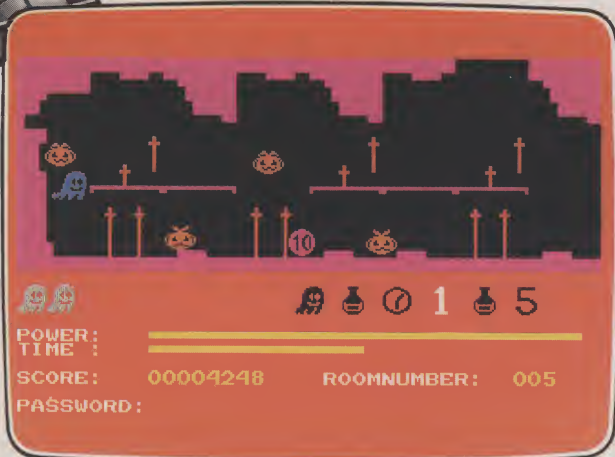 10
1 5
POWER:
TIME :
SCORE: 00004248 ROOMNUMBER: 005
PASSWORD: